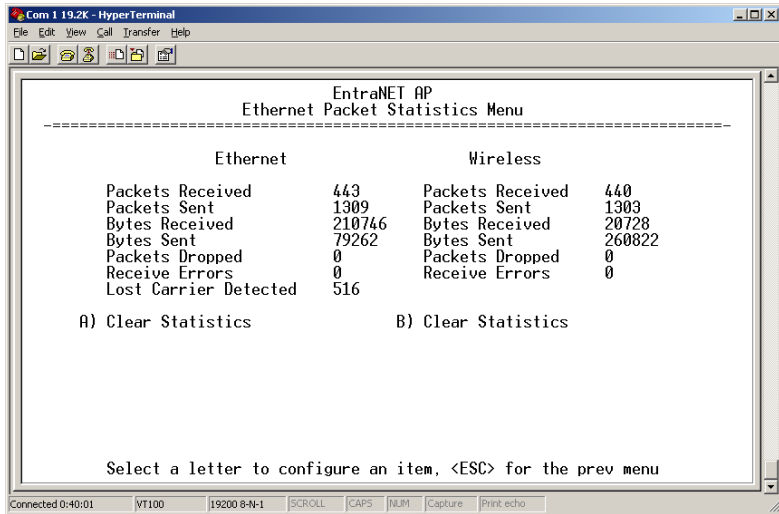 Com 1 19.2K - HyperTerminal
File Edit View Call Transfer Help
EntraNET AP
Ethernet Packet Statistics Menu
-==========================================================================-
Ethernet Wireless
Packets Received 443 Packets Received 440
Packets Sent 1309 Packets Sent 1303
Bytes Received 210746 Bytes Received 20728
Bytes Sent 79262 Bytes Sent 260822
Packets Dropped 0 Packets Dropped 0
Receive Errors 0 Receive Errors 0
Lost Carrier Detected 516
A) Clear Statistics B) Clear Statistics
Select a letter to configure an item, <ESC> for the prev menu
Connected 0:40:01 VT100 19200 8-N-1 SCROLL CAPS NUM Capture Print echo